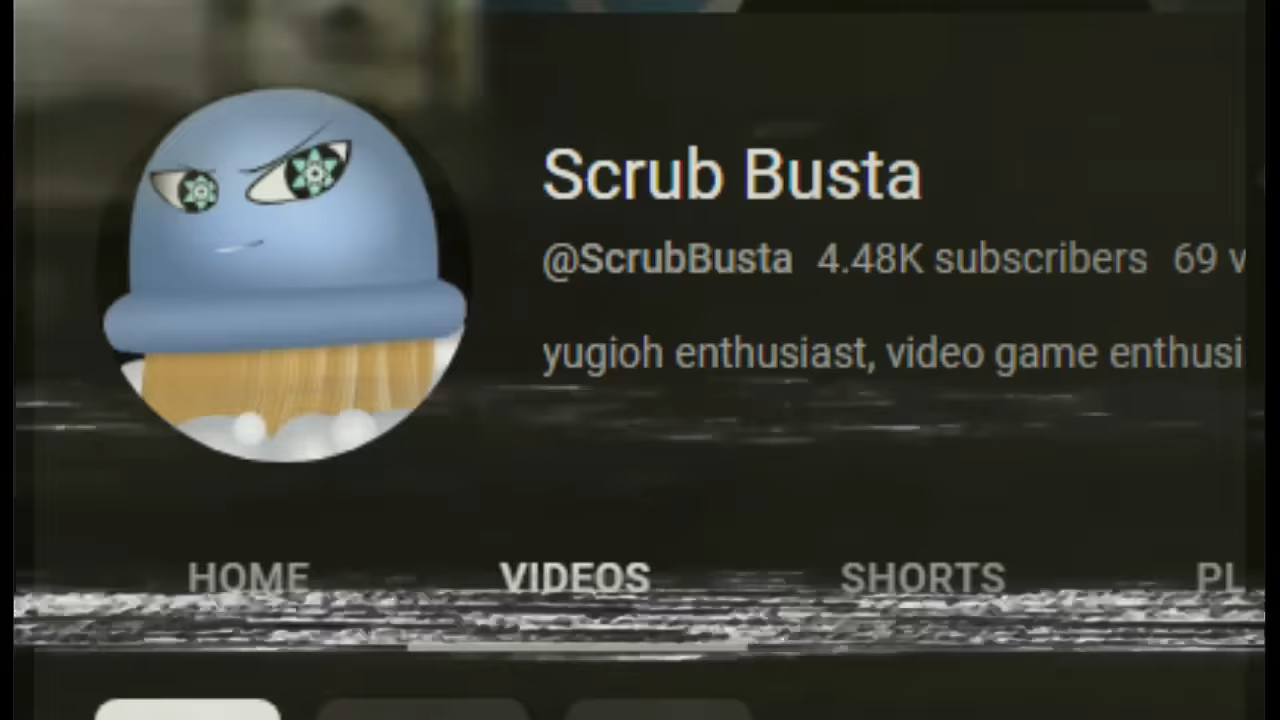 Scrub Busta
@ScrubBusta 4.48K subscribers 69 v
yugioh enthusiast, video game enthusi
HOME VIDEOS SHORTS PL